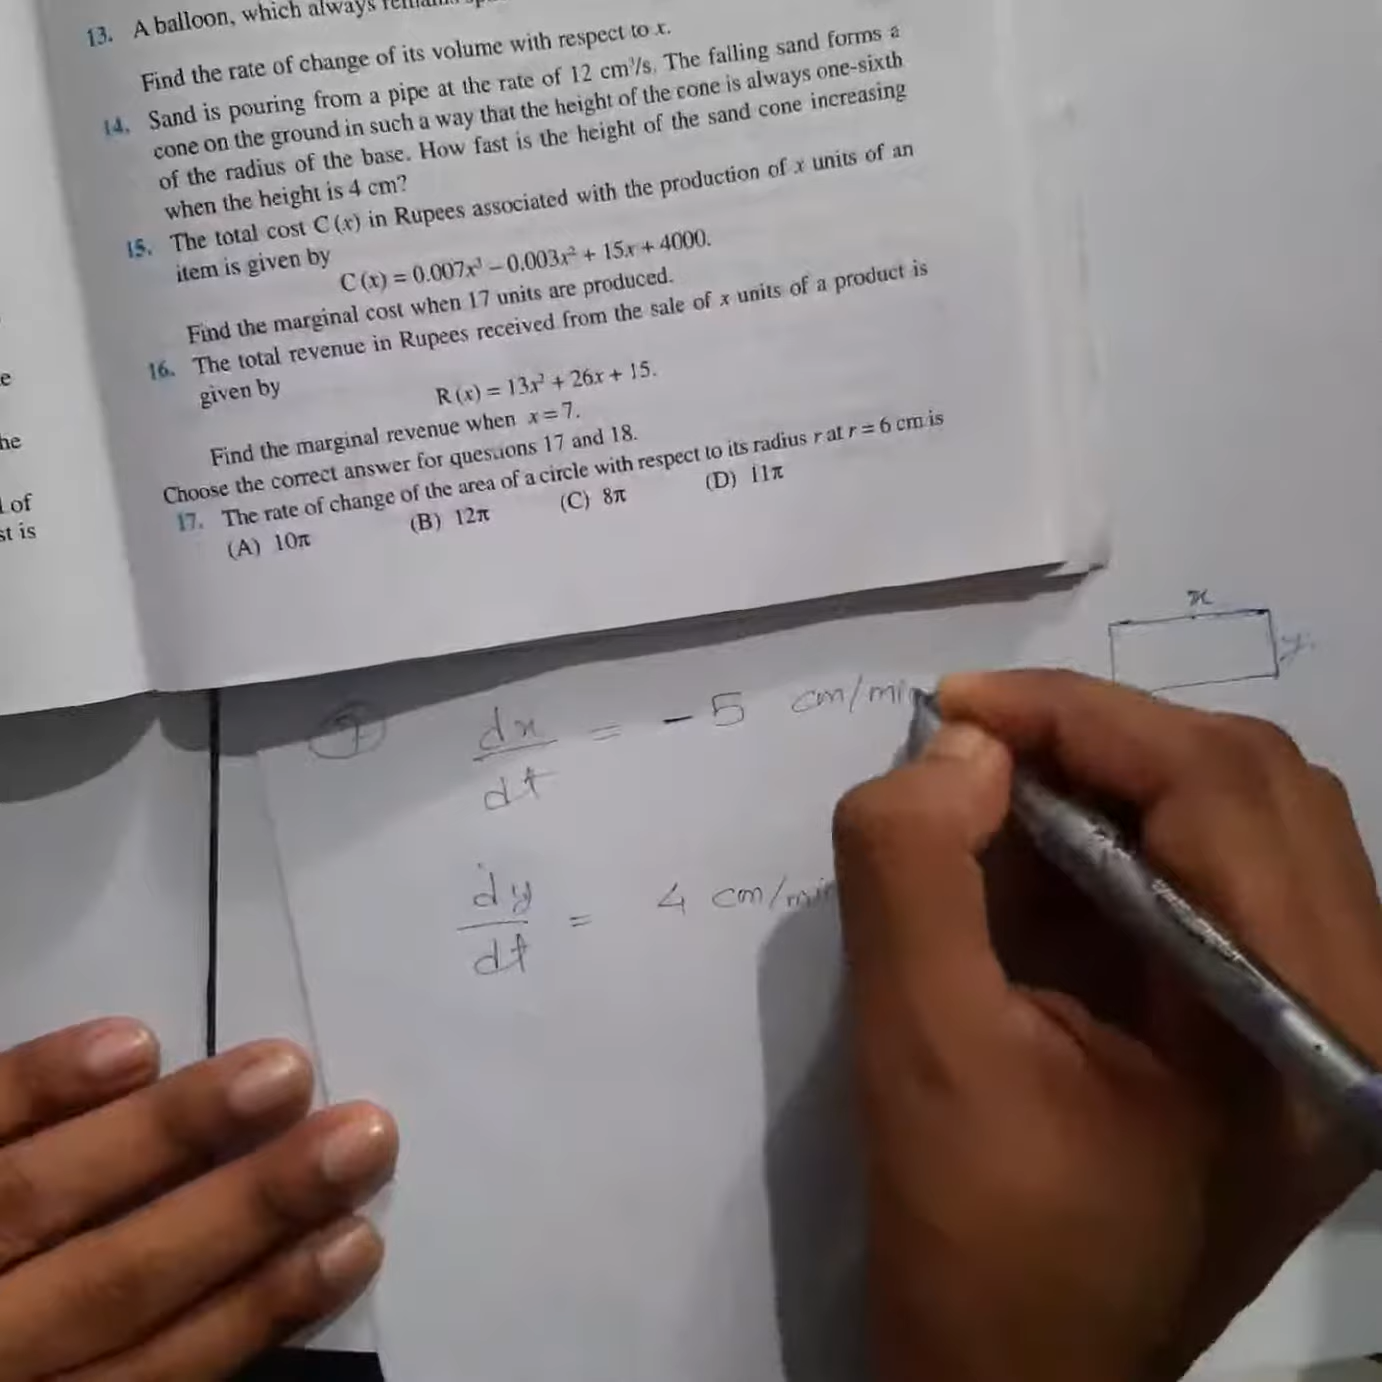 13. A balloon, which always
Find the rate of change of its volume with respect to x.
14. Sand is pouring from a pipe at the rate of 12 cm³/s. The falling sand forms a
cone on the ground in such a way that the height of the cone is always one-sixth
of the radius of the base. How fast is the height of the sand cone increasing
when the height is 4 cm?
15. The total cost C (x) in Rupees associated with the production of x units of an
item is given by
C (x) = 0.007x³ – 0.003x² + 15x + 4000.
Find the marginal cost when 17 units are produced.
16. The total revenue in Rupees received from the sale of x units of a product is
given by
R (x) = 13x² + 26x + 15.
Find the marginal revenue when x = 7.
Choose the correct answer for questions 17 and 18.
17. The rate of change of the area of a circle with respect to its radius r at r = 6 cm is
(A) 10π (B) 12π (C) 8π (D) 11π
e
he
of
st is
x
y
7 dx/dt = - 5 cm/min
dy/dt = 4 cm/min